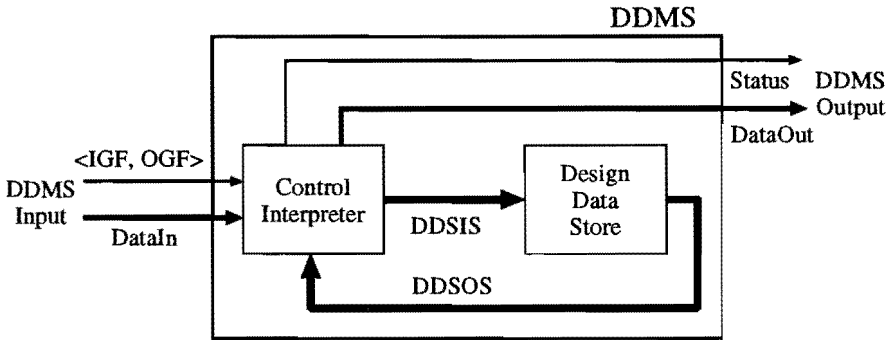 DDMS
Status
DDMS
Output
DataOut
<IGF, OGF>
DDMS
Input
DataIn
Control
Interpreter
DDSIS
Design
Data
Store
DDSOS